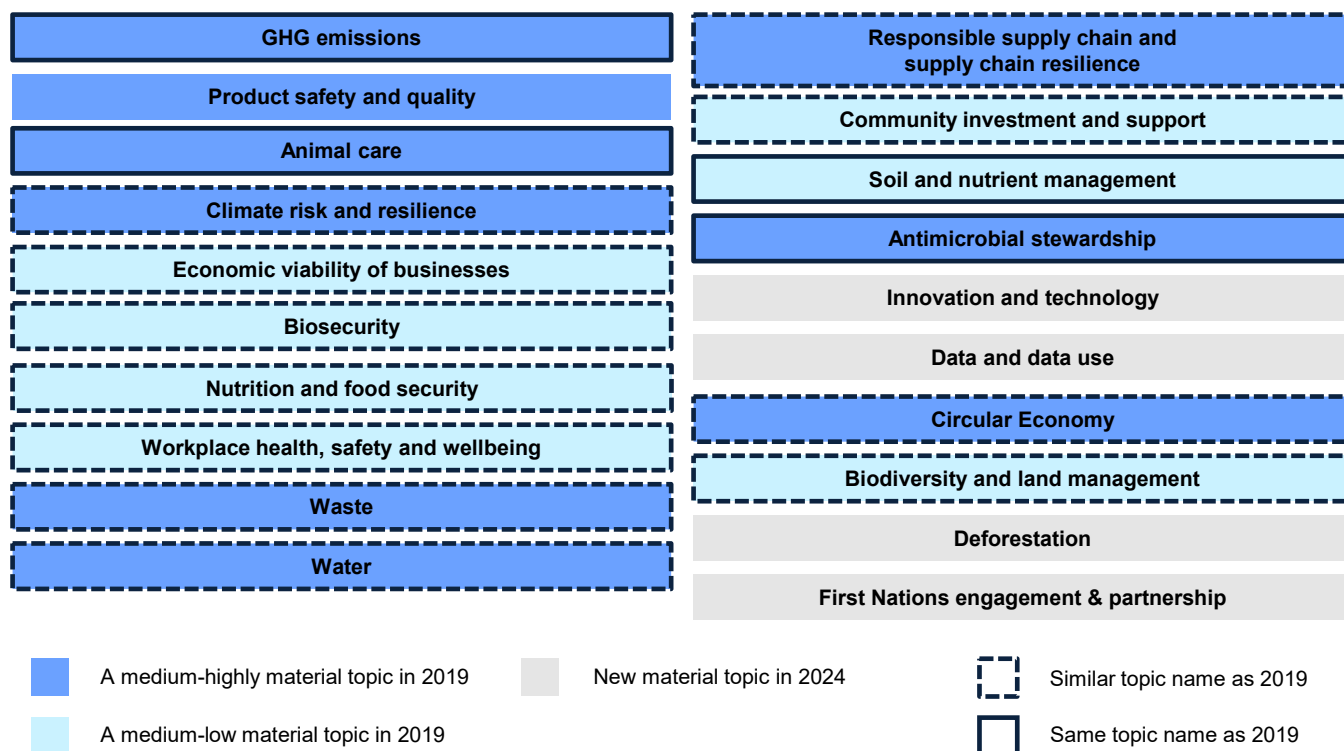 GHG emissions
Product safety and quality
Animal care
Climate risk and resilience
Economic viability of businesses
Biosecurity
Nutrition and food security
Workplace health, safety and wellbeing
Waste
Water
Responsible supply chain and
supply chain resilience
Community investment and support
Soil and nutrient management
Antimicrobial stewardship
Innovation and technology
Data and data use
Circular Economy
Biodiversity and land management
Deforestation
First Nations engagement & partnership
A medium-highly material topic in 2019
A medium-low material topic in 2019
New material topic in 2024
Similar topic name as 2019
Same topic name as 2019